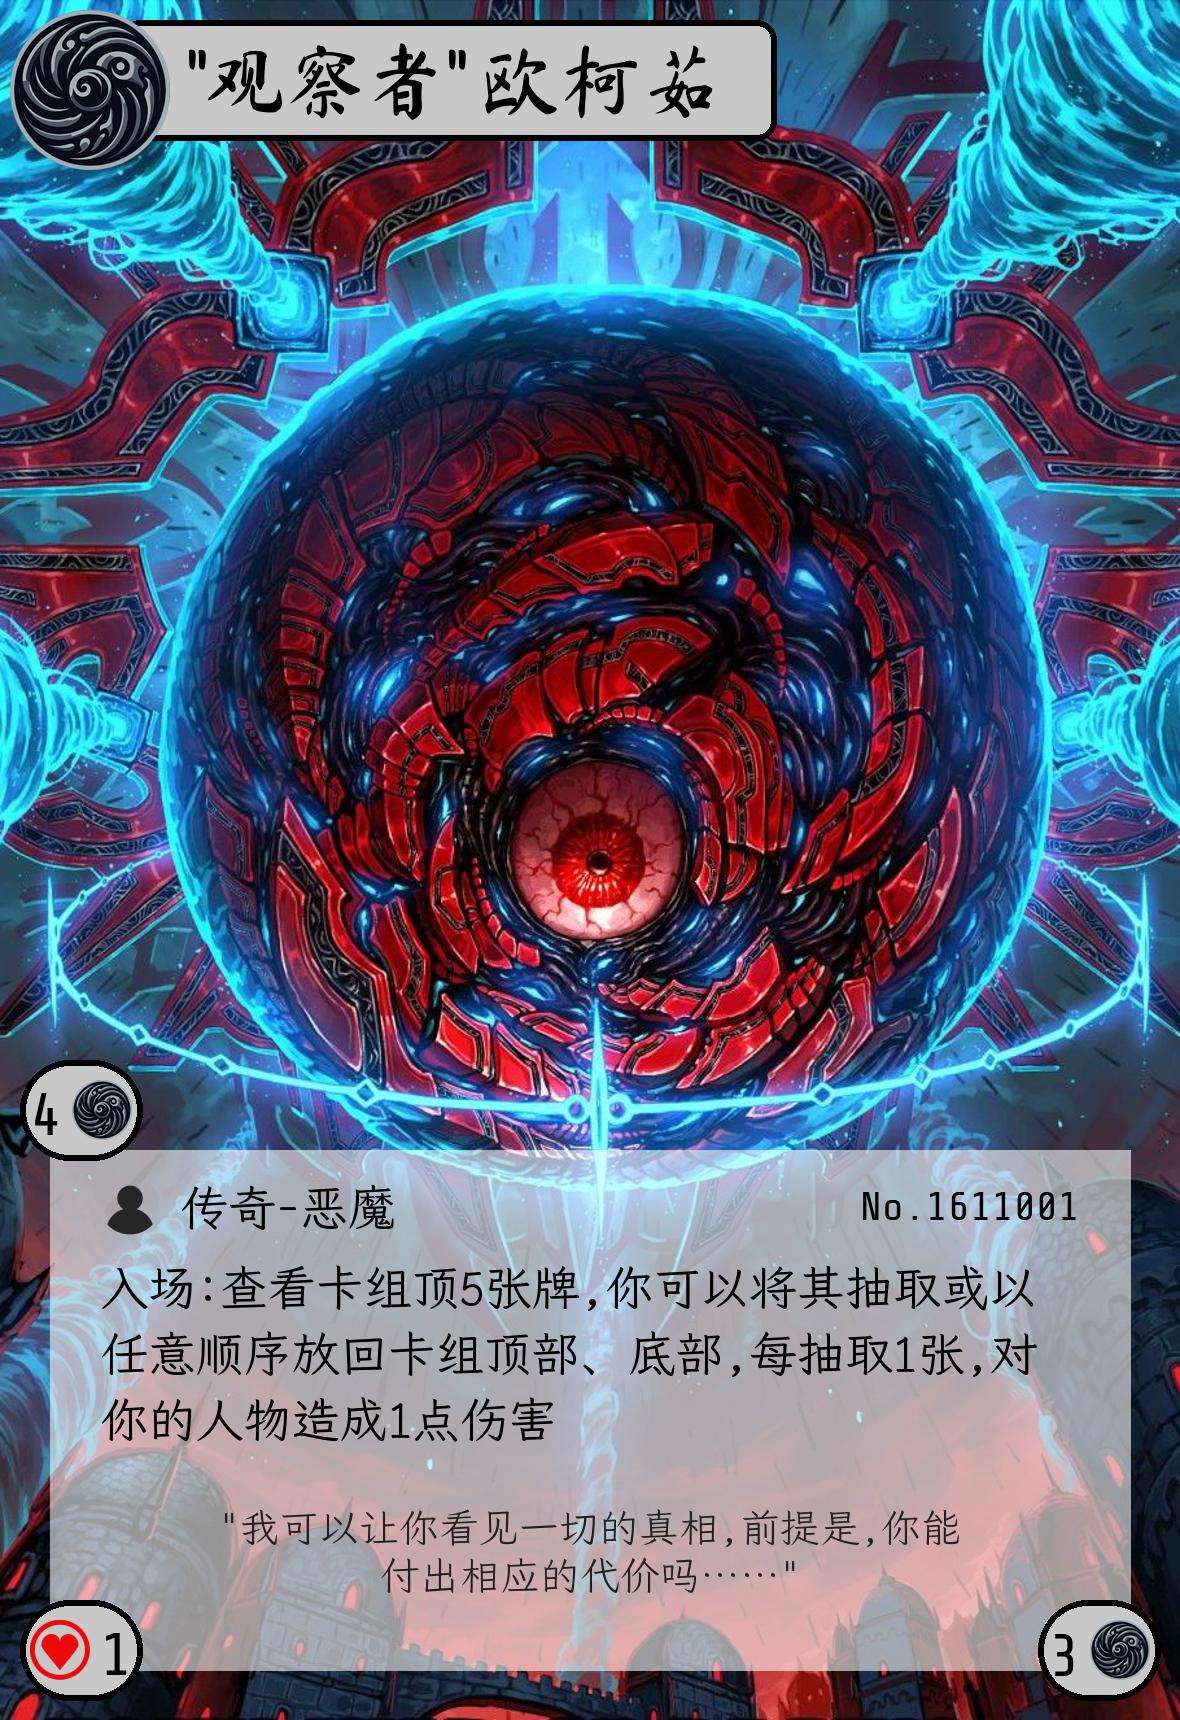 "观察者"欧柯茹
4
传奇-恶魔
No.1611001
入场:查看卡组顶5张牌,你可以将其抽取或以
任意顺序放回卡组顶部、底部,每抽取1张,对
你的人物造成1点伤害
"我可以让你看见一切的真相,前提是,你能
付出相应的代价吗……"
1
3